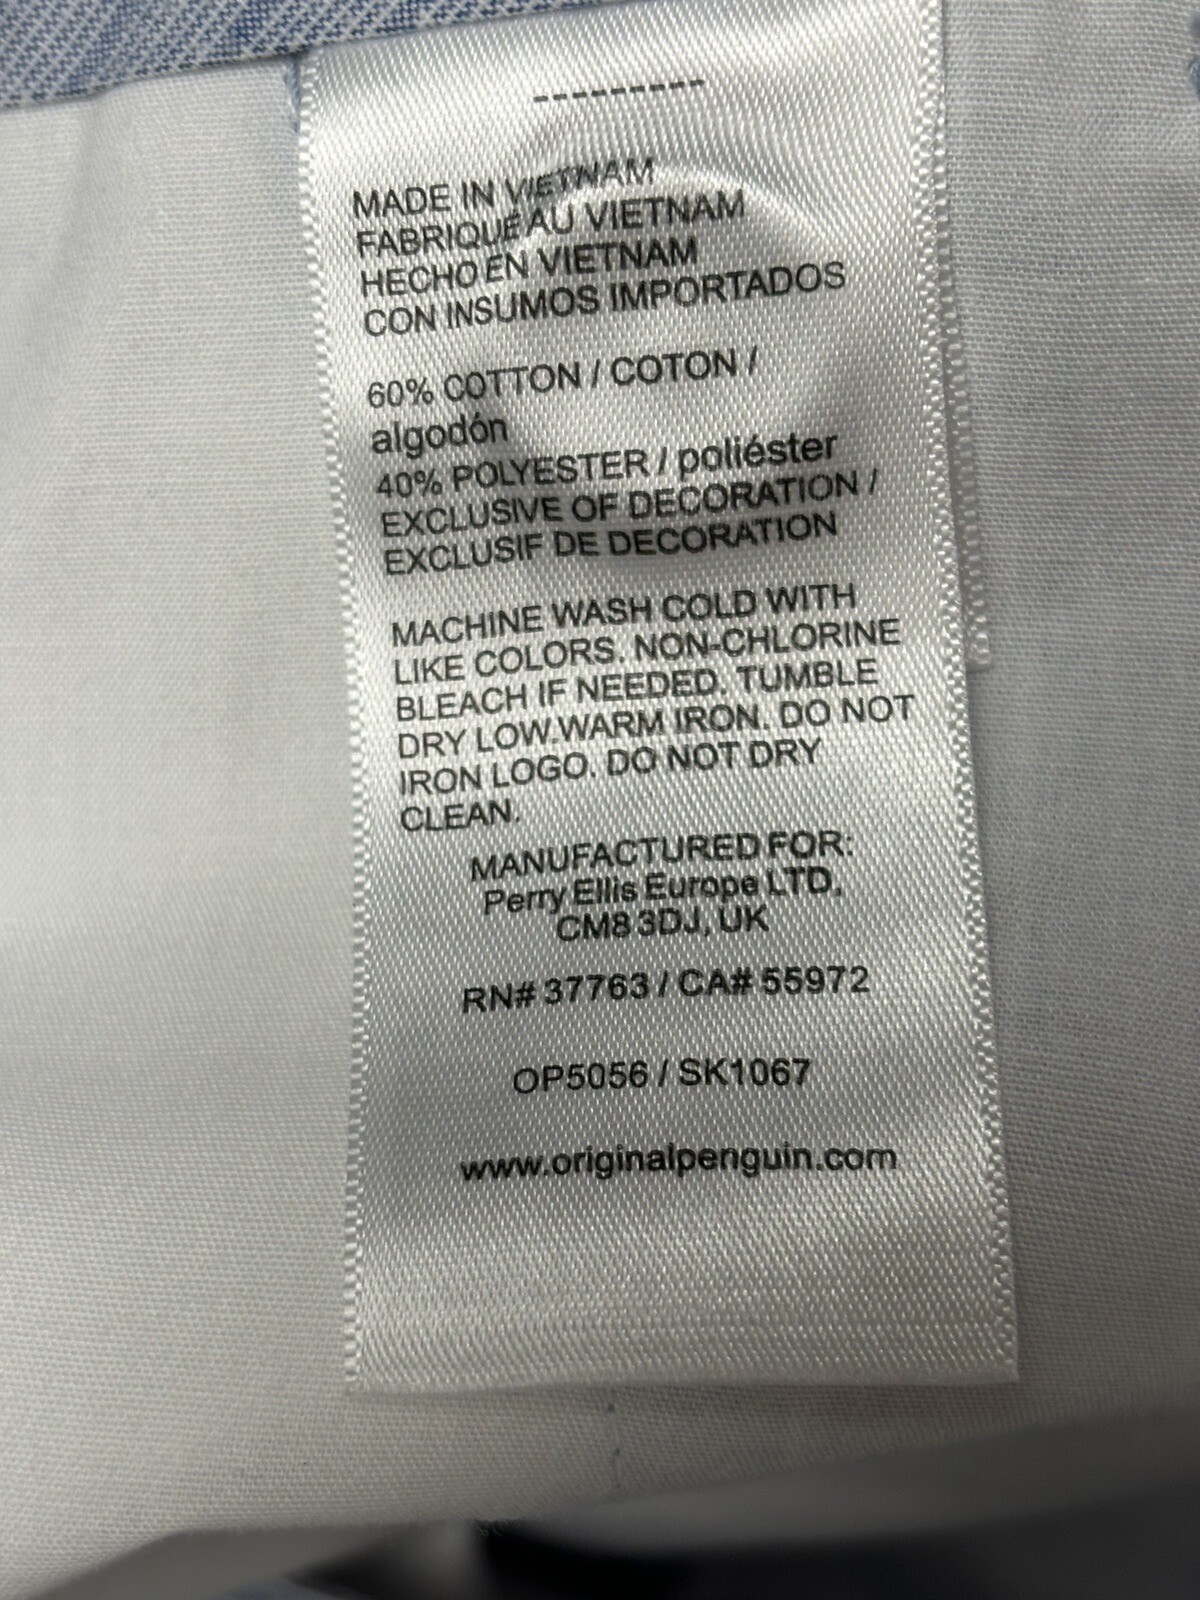 ---------
MADE IN VIETNAM
FABRIQUÉ AU VIETNAM
HECHO EN VIETNAM
CON INSUMOS IMPORTADOS
60% COTTON / COTON /
algodón
40% POLYESTER / poliéster
EXCLUSIVE OF DECORATION /
EXCLUSIF DE DECORATION
MACHINE WASH COLD WITH
LIKE COLORS. NON-CHLORINE
BLEACH IF NEEDED. TUMBLE
DRY LOW.WARM IRON. DO NOT
IRON LOGO. DO NOT DRY
CLEAN.
MANUFACTURED FOR:
Perry Ellis Europe LTD,
CM8 3DJ, UK
RN# 37763 / CA# 55972
OP5056 / SK1067
www.originalpenguin.com